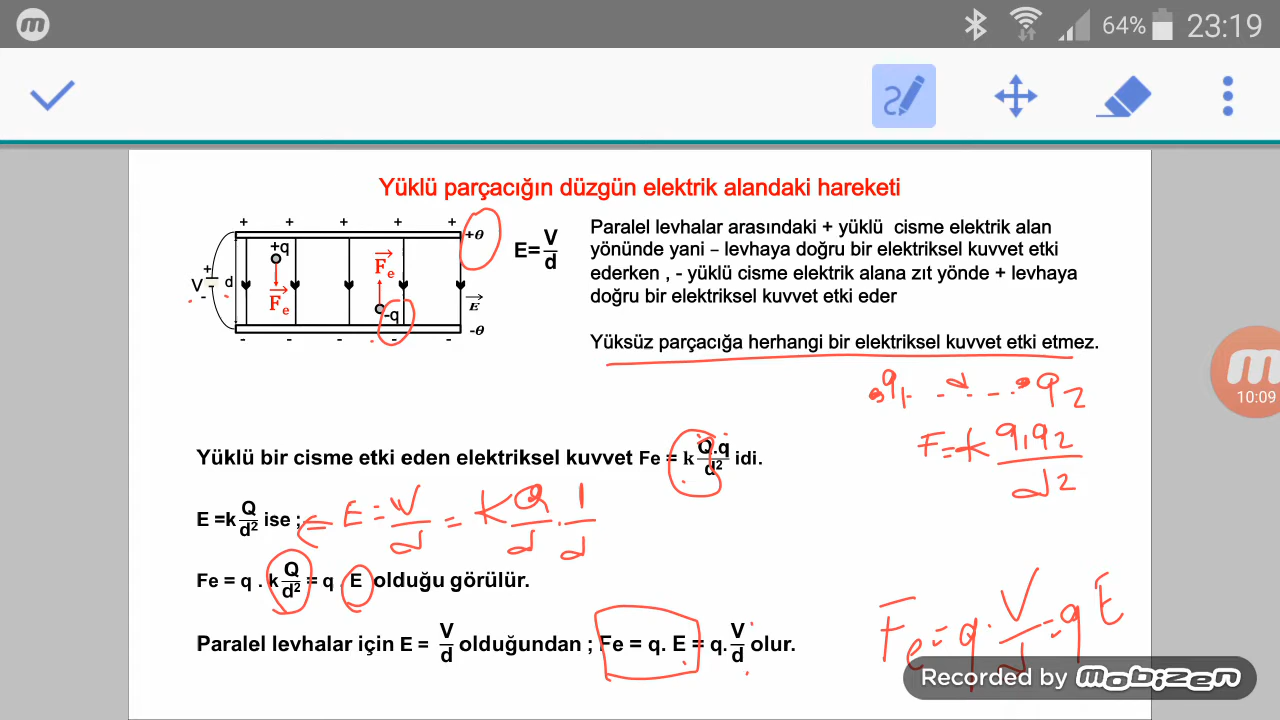 64% 23:19
Yüklü parçacığın düzgün elektrik alandaki hareketi
+ + + + +
+θ
+q
Fe
Fe
-q
V + -
d
E
-θ
- - - - -
E=V/d
Paralel levhalar arasındaki + yüklü cisme elektrik alan
yönünde yani – levhaya doğru bir elektriksel kuvvet etki
ederken , - yüklü cisme elektrik alana zıt yönde + levhaya
doğru bir elektriksel kuvvet etki eder
Yüksüz parçacığa herhangi bir elektriksel kuvvet etki etmez.
q1 d q2
F=k q1q2/d2
Yüklü bir cisme etki eden elektriksel kuvvet Fe = k Q.q/d² idi.
E =k Q/d² ise ; E=V/d = KQ/d . 1/d
Fe = q . k Q/d² = q . E olduğu görülür.
Paralel levhalar için E = V/d olduğundan ; Fe = q. E = q. V/d olur.
Fe=q.V/d=qE
10:09
Recorded by mobizen